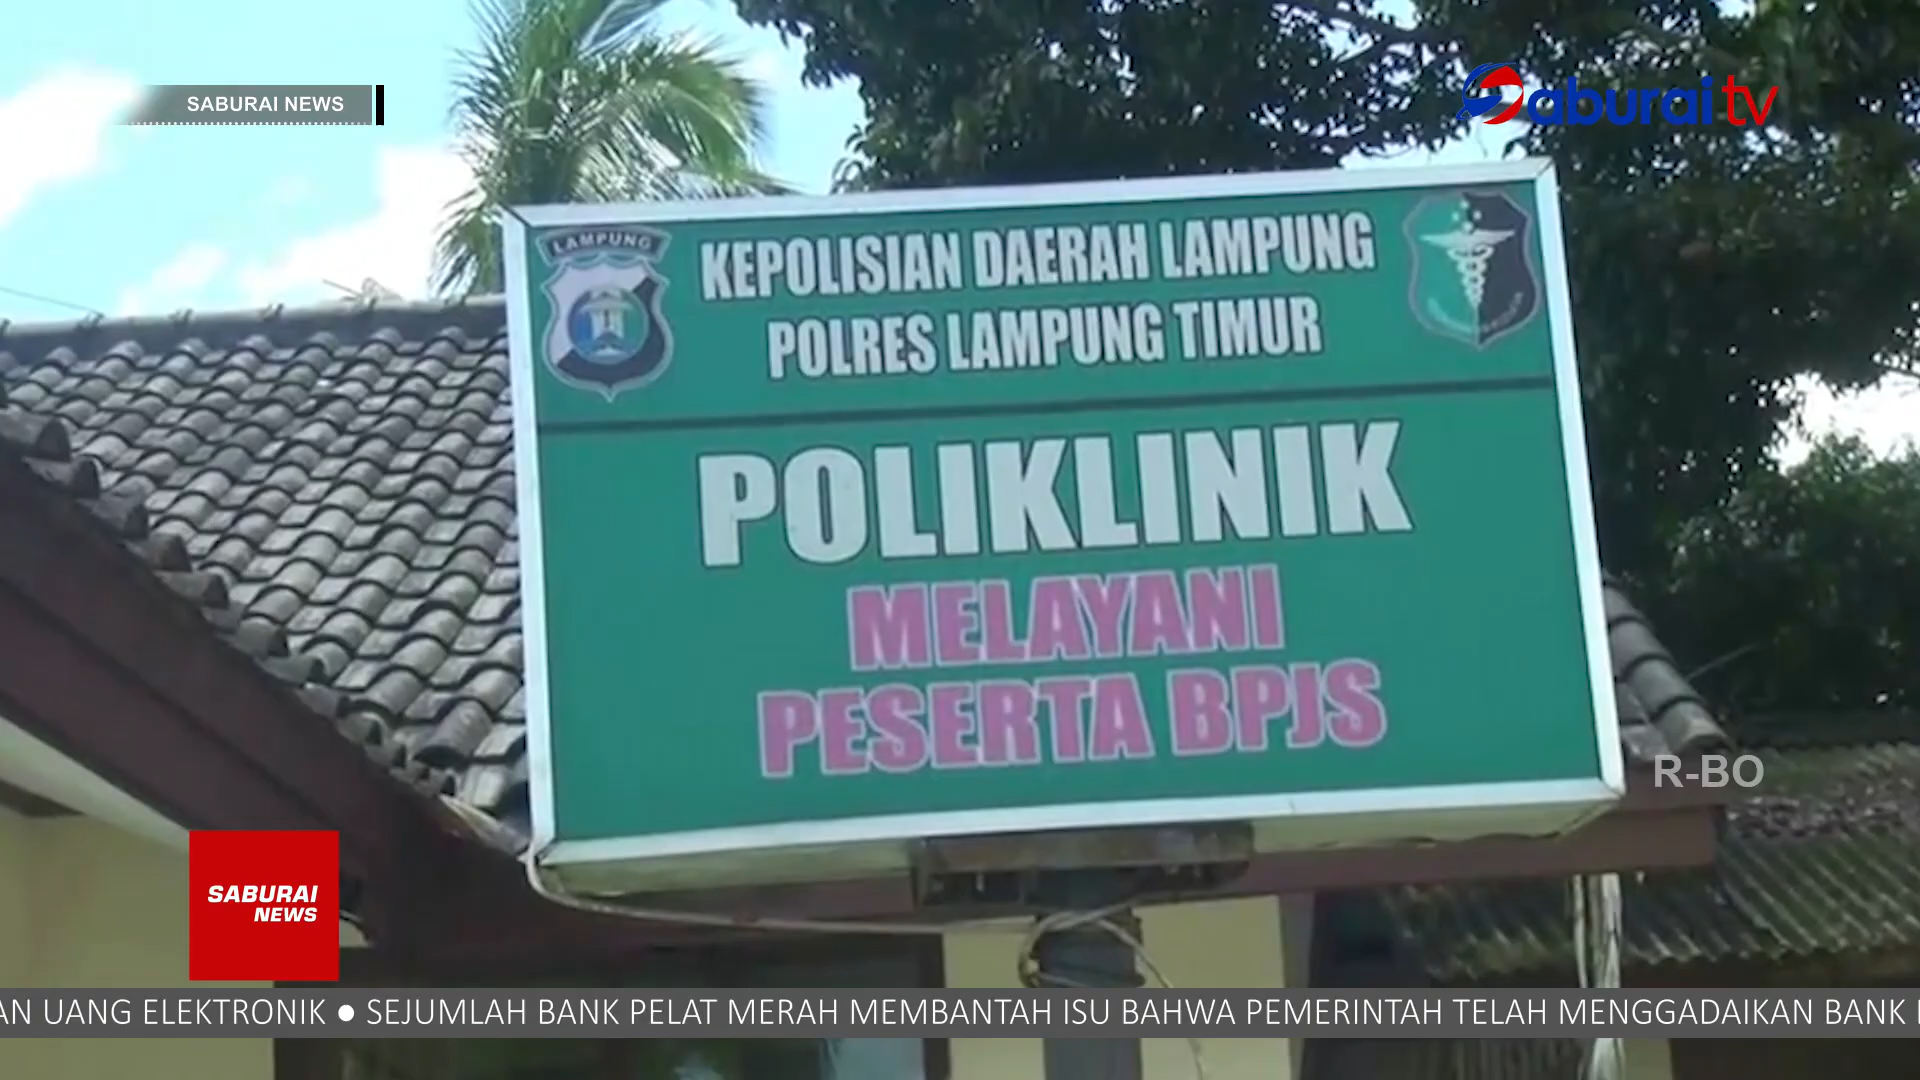 SABURAI NEWS
Saburai tv
LAMPUNG
KEPOLISIAN DAERAH LAMPUNG
POLRES LAMPUNG TIMUR
POLIKLINIK
MELAYANI
PESERTA BPJS
R-BO
SABURAI
NEWS
AN UANG ELEKTRONIK ● SEJUMLAH BANK PELAT MERAH MEMBANTAH ISU BAHWA PEMERINTAH TELAH MENGGADAIKAN BANK